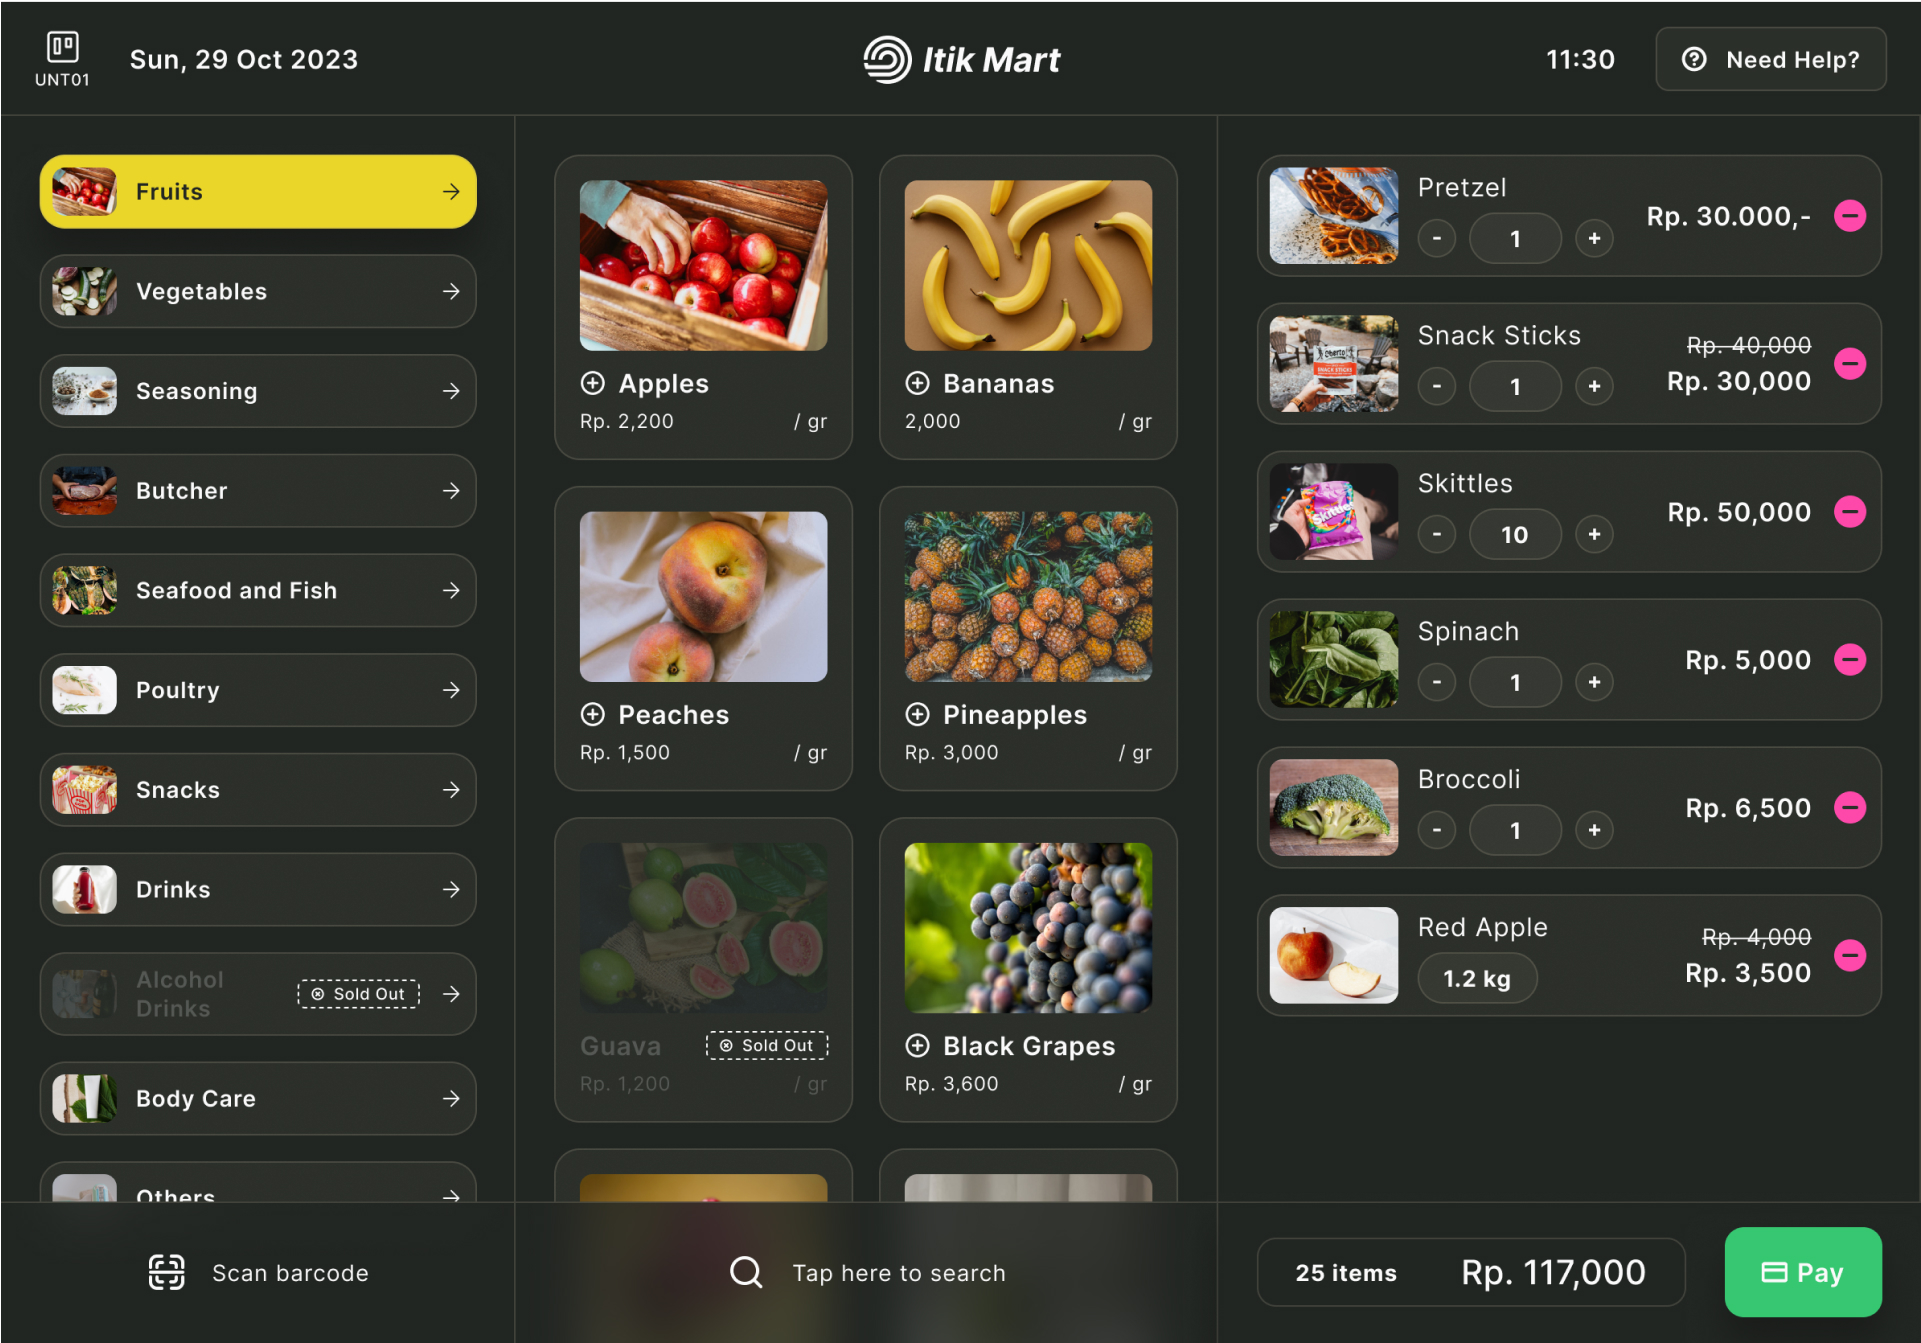 UNT01
Sun, 29 Oct 2023
Itik Mart
11:30
Need Help?
Fruits
Vegetables
Seasoning
Butcher
Seafood and Fish
Poultry
Snacks
Drinks
Alcohol
Drinks
Sold Out
Body Care
Others
Scan barcode
Apples
Rp. 2,200 / gr
Bananas
2,000 / gr
Peaches
Rp. 1,500 / gr
Pineapples
Rp. 3,000 / gr
Guava
Sold Out
Rp. 1,200 / gr
Black Grapes
Rp. 3,600 / gr
Tap here to search
Pretzel
- 1 +
Rp. 30.000,-
Snack Sticks
Oberto
SNACK STICKS
- 1 +
Rp. 40,000
Rp. 30,000
Skittles
Skittles
- 10 +
Rp. 50,000
Spinach
- 1 +
Rp. 5,000
Broccoli
- 1 +
Rp. 6,500
Red Apple
1.2 kg
Rp. 4,000
Rp. 3,500
25 items
Rp. 117,000
Pay